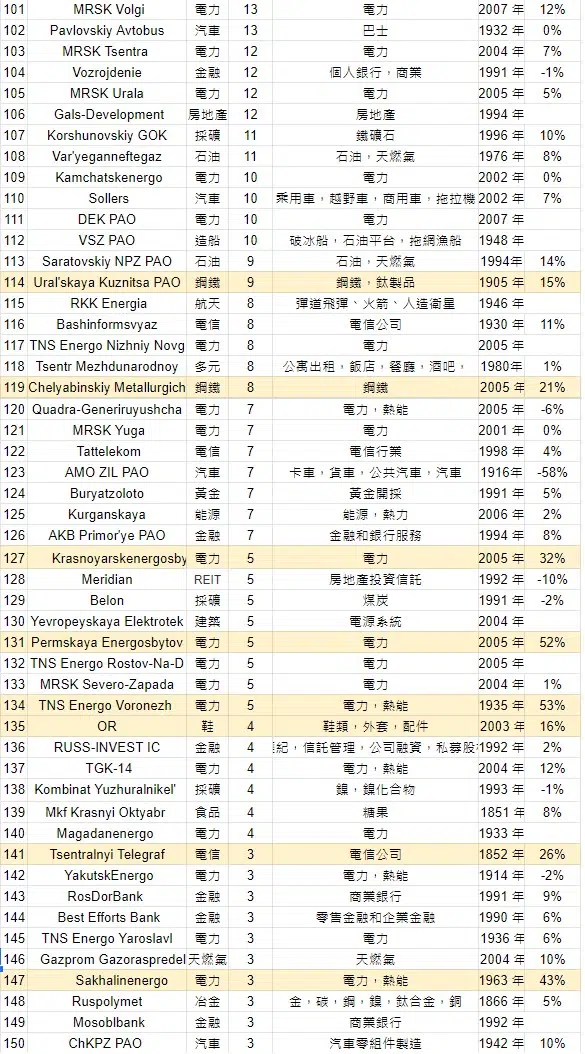 101 MRSK Volgi 電力 13 電力 2007 年 12%
102 Pavlovskiy Avtobus 汽車 13 巴士 1932 年 0%
103 MRSK Tsentra 電力 12 電力 2004 年 7%
104 Vozrojdenie 金融 12 個人銀行，商業 1991 年 -1%
105 MRSK Urala 電力 12 電力 2005 年 5%
106 Gals-Development 房地產 12 房地產 1994 年
107 Korshunovskiy GOK 採礦 11 鐵礦石 1996 年 10%
108 Var'yeganneftegaz 石油 11 石油，天燃氣 1976 年 8%
109 Kamchatskenergo 電力 10 電力 2002 年 0%
110 Sollers 汽車 10 乘用車，越野車，商用車，拖拉機 2002 年 7%
111 DEK PAO 電力 10 電力 2007 年
112 VSZ PAO 造船 10 破冰船，石油平台，拖網漁船 1948 年
113 Saratovskiy NPZ PAO 石油 9 石油，天燃氣 1994年 14%
114 Ural'skaya Kuznitsa PAO 鋼鐵 9 鋼鐵，鈦製品 1905 年 15%
115 RKK Energia 航天 8 彈道飛彈、火箭、人造衛星 1946 年
116 Bashinformsvyaz 電信 8 電信公司 1930 年 11%
117 TNS Energo Nizhniy Novg 電力 8 電力 2005 年
118 Tsentr Mezhdunarodnoy 多元 8 公寓出租，飯店，餐廳，酒吧， 1980年 1%
119 Chelyabinskiy Metallurgich 鋼鐵 8 鋼鐵 2005 年 21%
120 Quadra-Generiruyushcha 電力 7 電力，熱能 2005 年 -6%
121 MRSK Yuga 電力 7 電力 2001 年 0%
122 Tattelekom 電信 7 電信行業 1998 年 4%
123 AMO ZIL PAO 汽車 7 卡車，貨車，公共汽車，汽車 1916年 -58%
124 Buryatzoloto 黃金 7 黃金開採 1991 年 5%
125 Kurganskaya 能源 7 能源，熱力 2006 年 2%
126 AKB Primor'ye PAO 金融 7 金融和銀行服務 1994 年 8%
127 Krasnoyarskenergosby 電力 5 電力 2005 年 32%
128 Meridian REIT 5 房地產投資信託 1992 年 -10%
129 Belon 採礦 5 煤炭 1991 年 -2%
130 Yevropeyskaya Elektrotek 建築 5 電源系統 2004 年
131 Permskaya Energosbytov 電力 5 電力 2005 年 52%
132 TNS Energo Rostov-Na-D 電力 5 電力 2005 年
133 MRSK Severo-Zapada 電力 5 電力 2004 年 1%
134 TNS Energo Voronezh 電力 5 電力，熱能 1935 年 53%
135 OR 鞋 4 鞋類，外套，配件 2003 年 16%
136 RUSS-INVEST IC 金融 4 紀，信託管理，公司融資，私募股 1992 年 2%
137 TGK-14 電力 4 電力，熱能 2004 年 12%
138 Kombinat Yuzhuralnikel' 採礦 4 鎳，鎳化合物 1993 年 -1%
139 Mkf Krasnyi Oktyabr 食品 4 糖果 1851 年 8%
140 Magadanenergo 電力 4 電力 1933 年
141 Tsentralnyi Telegraf 電信 3 電信公司 1852 年 26%
142 YakutskEnergo 電力 3 電力，熱能 1914 年 -2%
143 RosDorBank 金融 3 商業銀行 1991 年 9%
144 Best Efforts Bank 金融 3 零售金融和企業金融 1990 年 6%
145 TNS Energo Yaroslavl 電力 3 電力 1936 年 6%
146 Gazprom Gazoraspredel 天燃氣 3 天燃氣 2004 年 10%
147 Sakhalinenergo 電力 3 電力，熱能 1963 年 43%
148 Ruspolymet 冶金 3 金，碳，鋼，鎳，鈦合金，銅 1866 年 5%
149 Mosoblbank 金融 3 商業銀行 1992 年
150 ChKPZ PAO 汽車 3 汽車零組件製造 1942 年 10%